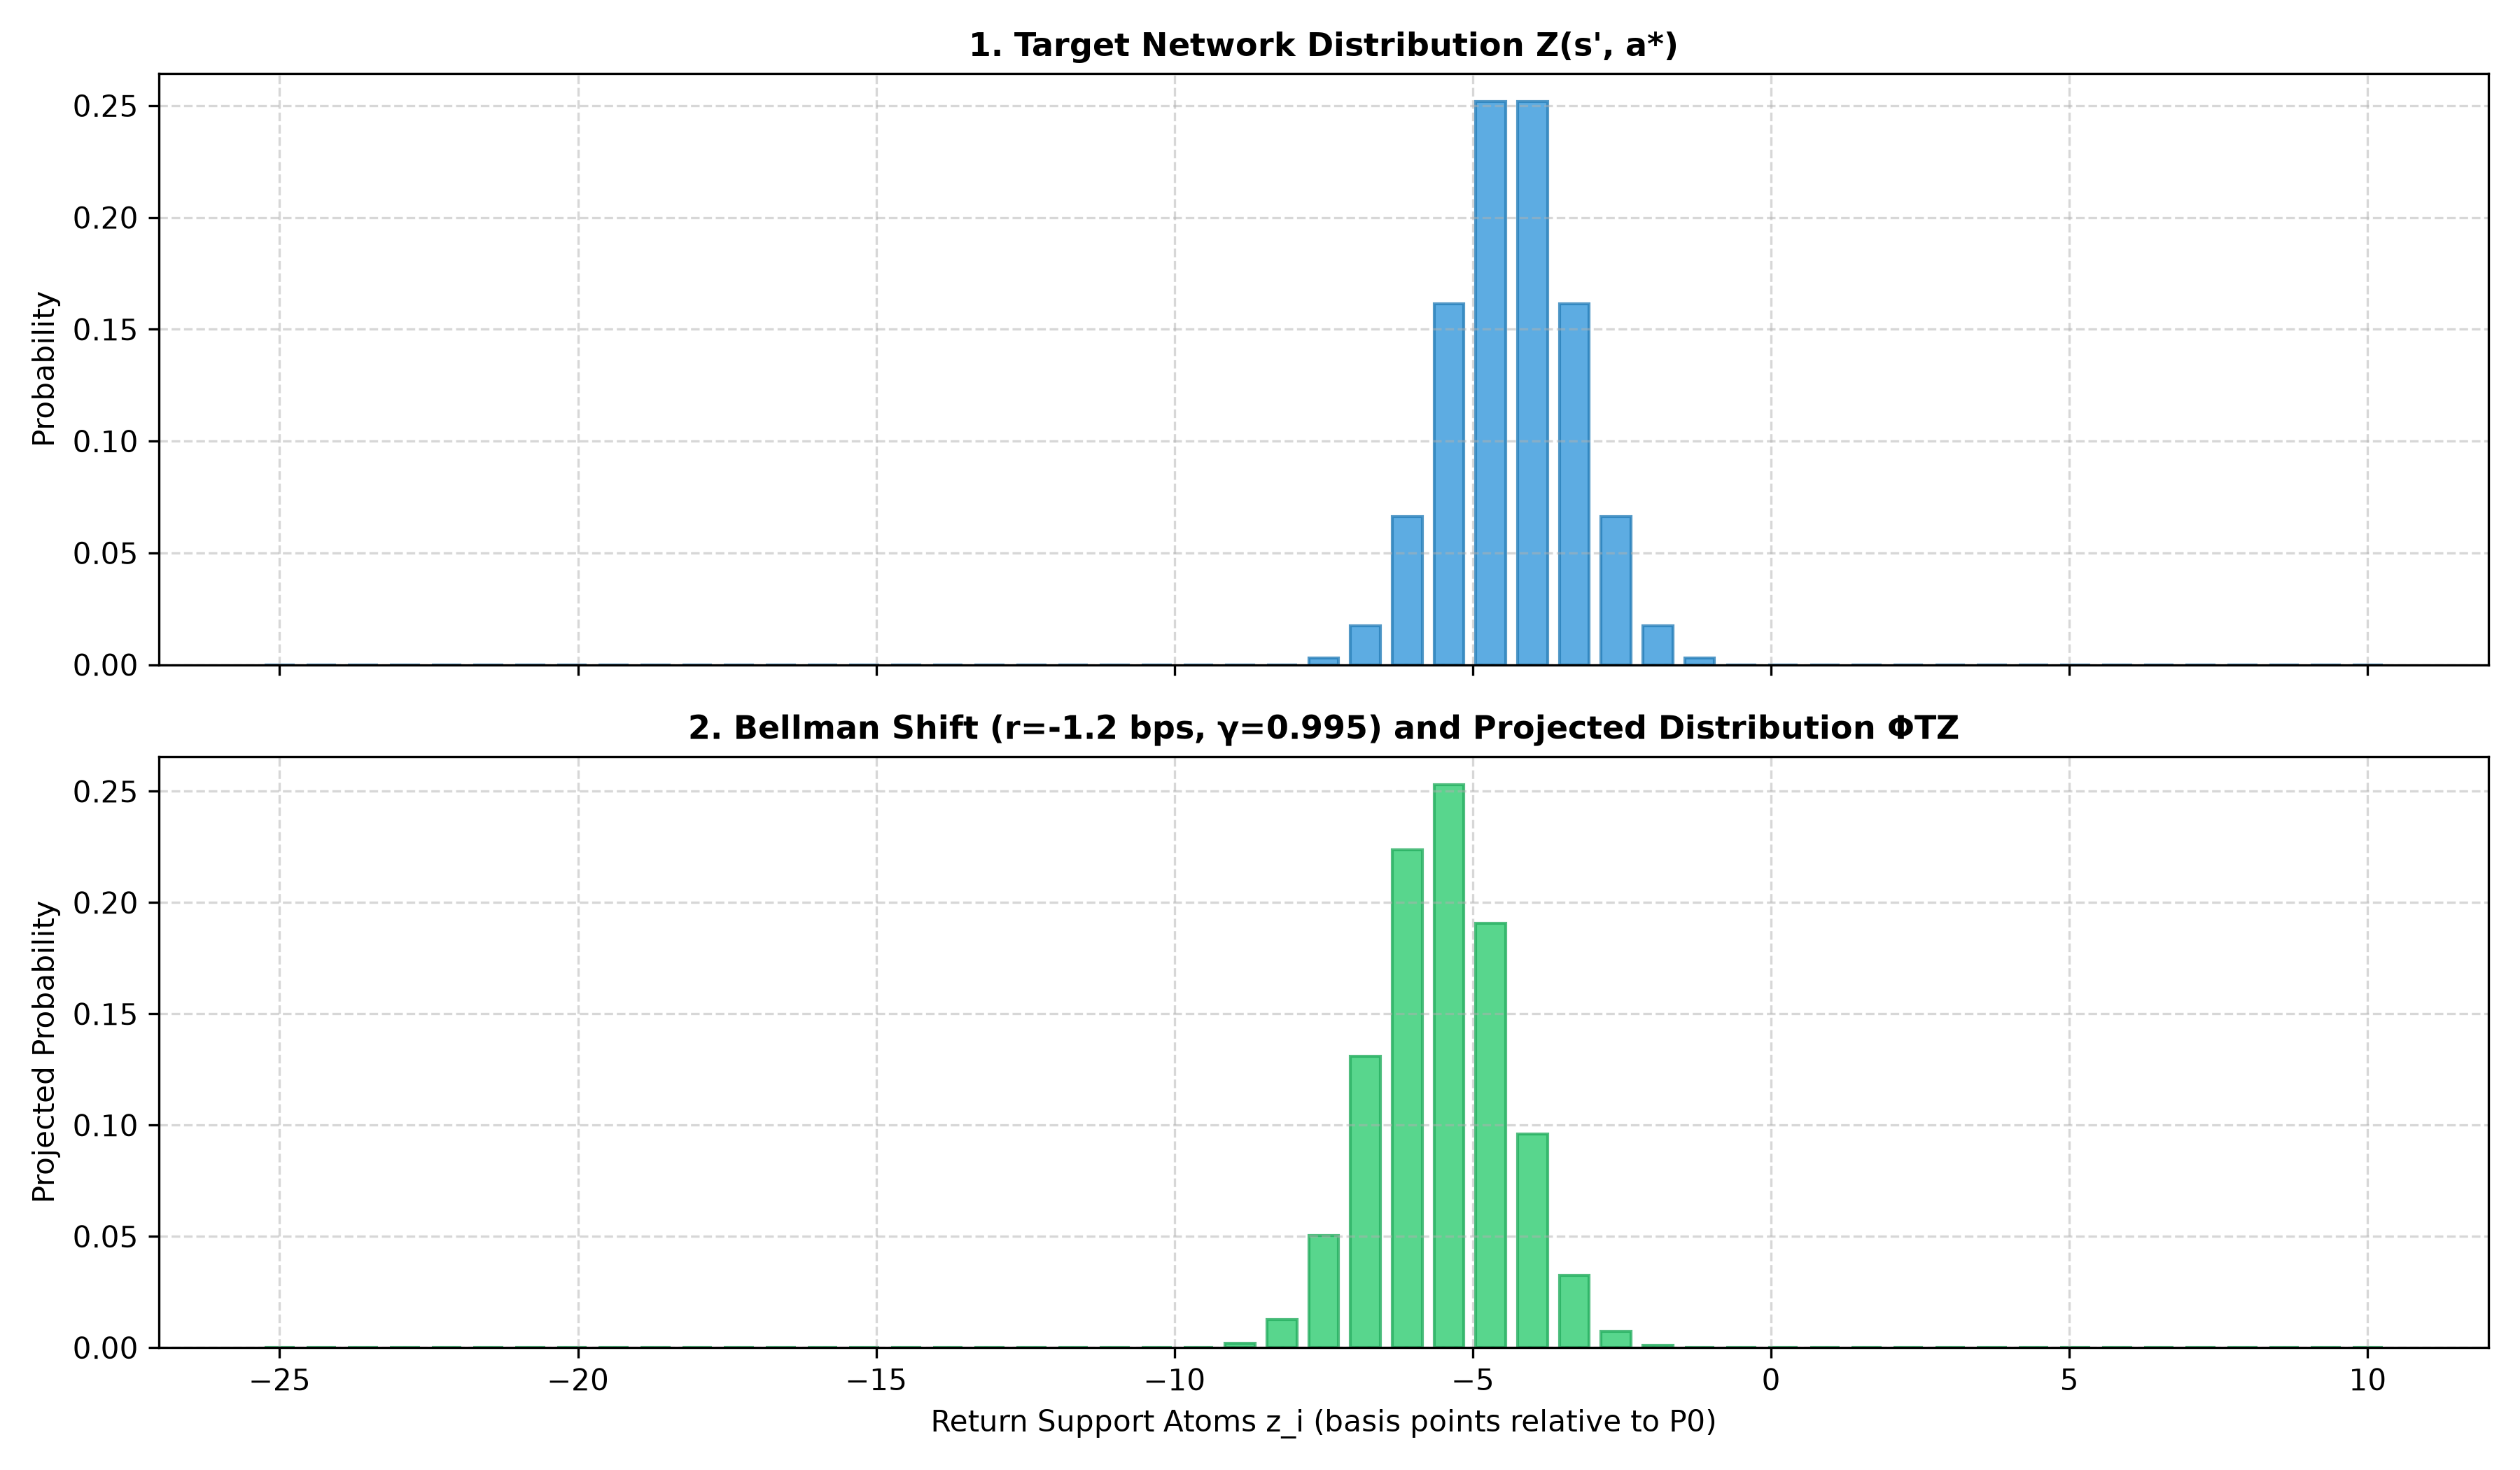 1. Target Network Distribution Z(s', a*)
Probability
0.25
0.20
0.15
0.10
0.05
0.00
2. Bellman Shift (r=-1.2 bps, γ=0.995) and Projected Distribution ΦTZ
Projected Probability
0.25
0.20
0.15
0.10
0.05
0.00
−25 −20 −15 −10 −5 0 5 10
Return Support Atoms z_i (basis points relative to P0)